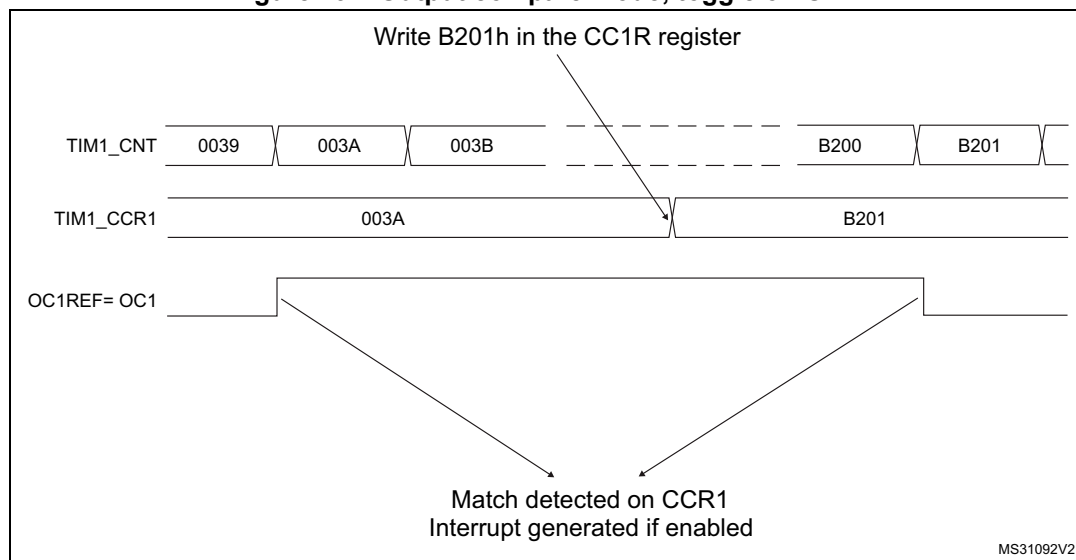 Write B201h in the CC1R register
TIM1_CNT 0039 003A 003B B200 B201
TIM1_CCR1 003A B201
OC1REF= OC1
Match detected on CCR1
Interrupt generated if enabled
MS31092V2